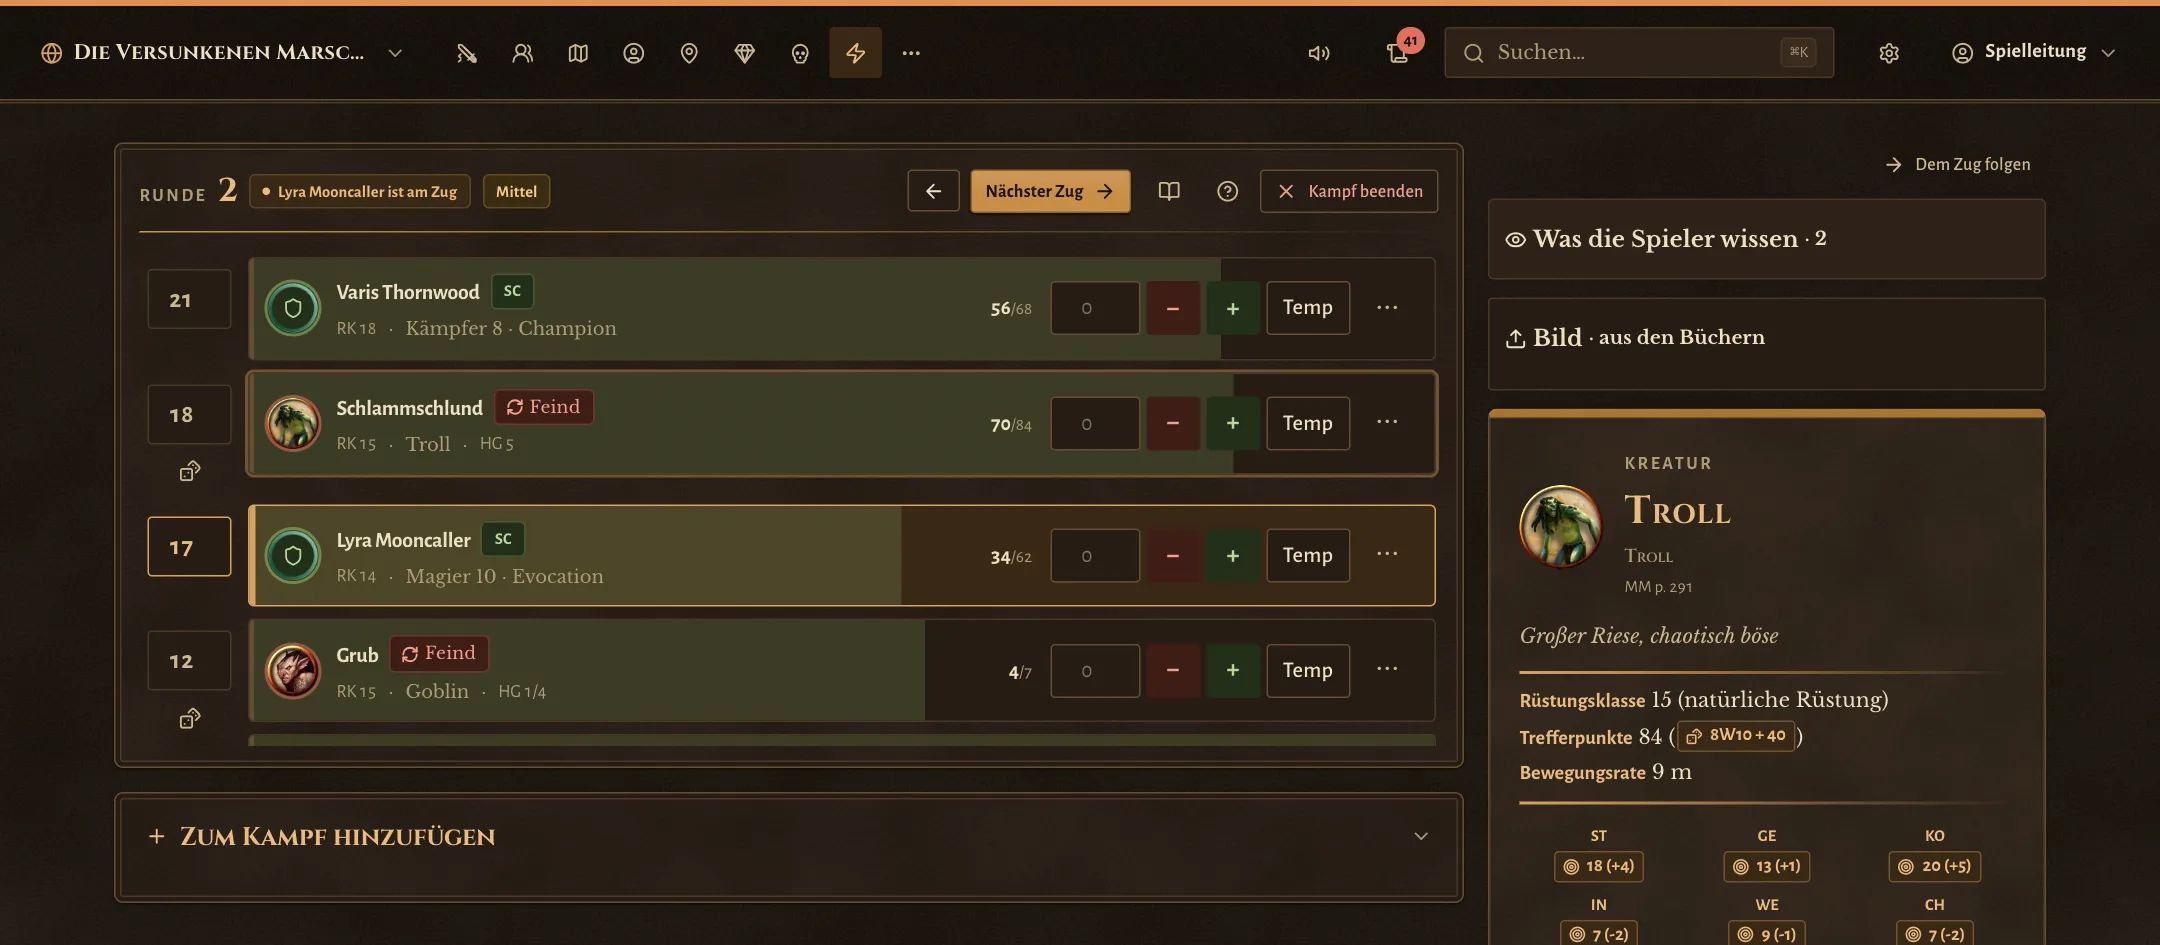 Die Versunkenen Marsc…
41
Suchen…
⌘K
Spielleitung
RUNDE 2
Lyra Mooncaller ist am Zug
Mittel
Nächster Zug
Kampf beenden
21
Varis Thornwood
SC
RK 18 · Kämpfer 8 · Champion
56/68
0
−
+
Temp
18
Schlammschlund
Feind
RK 15 · Troll · HG 5
70/84
0
−
+
Temp
17
Lyra Mooncaller
SC
RK 14 · Magier 10 · Evocation
34/62
0
−
+
Temp
12
Grub
Feind
RK 15 · Goblin · HG 1/4
4/7
0
−
+
Temp
+ Zum Kampf hinzufügen
Dem Zug folgen
Was die Spieler wissen · 2
Bild · aus den Büchern
KREATUR
Troll
Troll
MM p. 291
Großer Riese, chaotisch böse
Rüstungsklasse 15 (natürliche Rüstung)
Trefferpunkte 84 (8W10 + 40)
Bewegungsrate 9 m
ST
GE
KO
18 (+4)
13 (+1)
20 (+5)
IN
WE
CH
7 (-2)
9 (-1)
7 (-2)